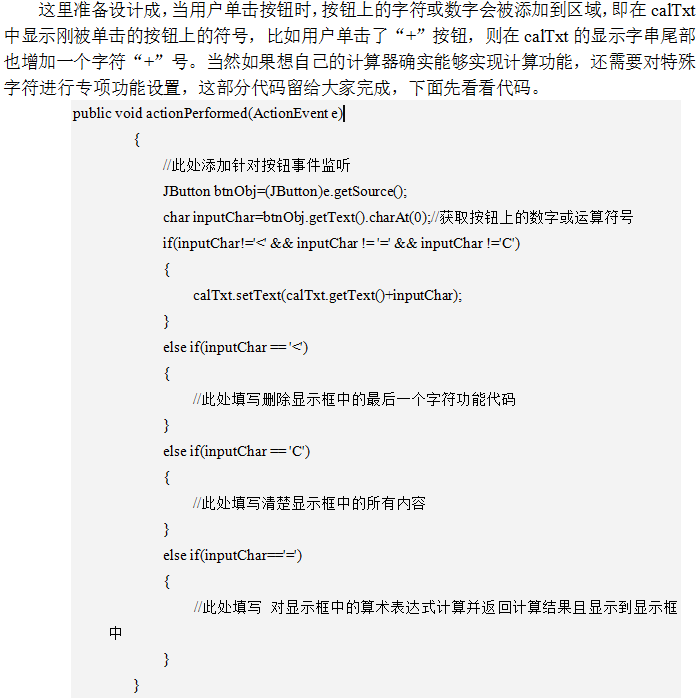 这里准备设计成，当用户单击按钮时，按钮上的字符或数字会被添加到区域，即在 calTxt
中显示刚被单击的按钮上的符号，比如用户单击了“+”按钮，则在 calTxt 的显示字串尾部
也增加一个字符“+”号。当然如果想自己的计算器确实能够实现计算功能，还需要对特殊
字符进行专项功能设置，这部分代码留给大家完成，下面先看看代码。
public void actionPerformed(ActionEvent e)
{
//此处添加针对按钮事件监听
JButton btnObj=(JButton)e.getSource();
char inputChar=btnObj.getText().charAt(0);//获取按钮上的数字或运算符号
if(inputChar!='<' && inputChar != '=' && inputChar !='C')
{
calTxt.setText(calTxt.getText()+inputChar);
}
else if(inputChar == '<')
{
//此处填写删除显示框中的最后一个字符功能代码
}
else if(inputChar == 'C')
{
//此处填写清楚显示框中的所有内容
}
else if(inputChar=='=')
{
//此处填写 对显示框中的算术表达式计算并返回计算结果且显示到显示框
中
}
}